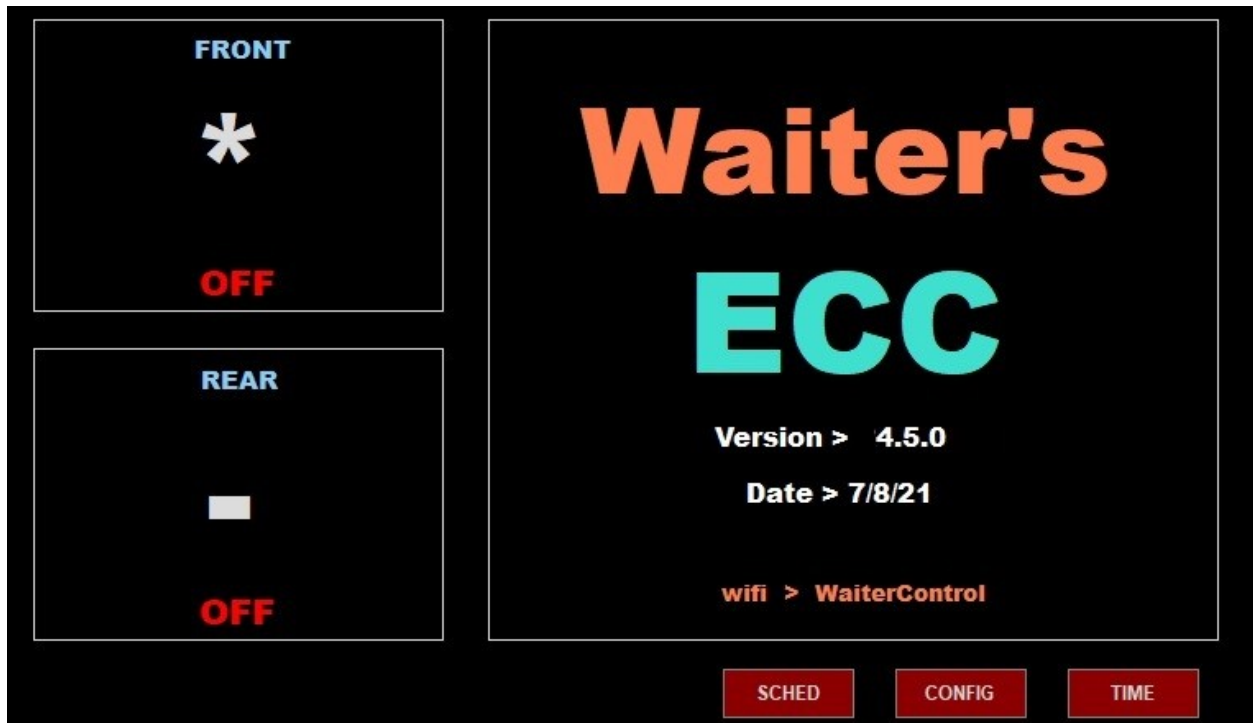 FRONT
*
OFF
REAR
-
OFF
Waiter's
ECC
Version > 4.5.0
Date > 7/8/21
wifi > WaiterControl
SCHED
CONFIG
TIME